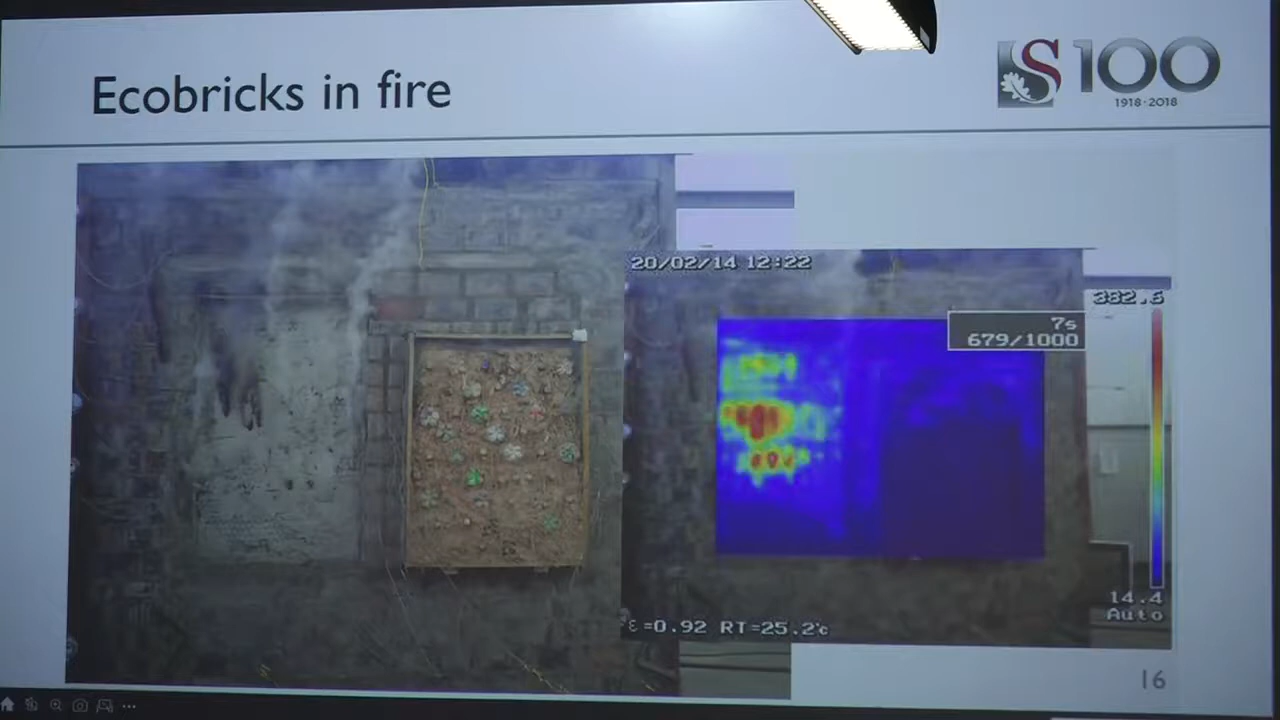 Ecobricks in fire
S100
1918·2018
20/02/14 12:22
382.6
7s
679/1000
14.4
Auto
ε=0.92 RT=25.2℃
16